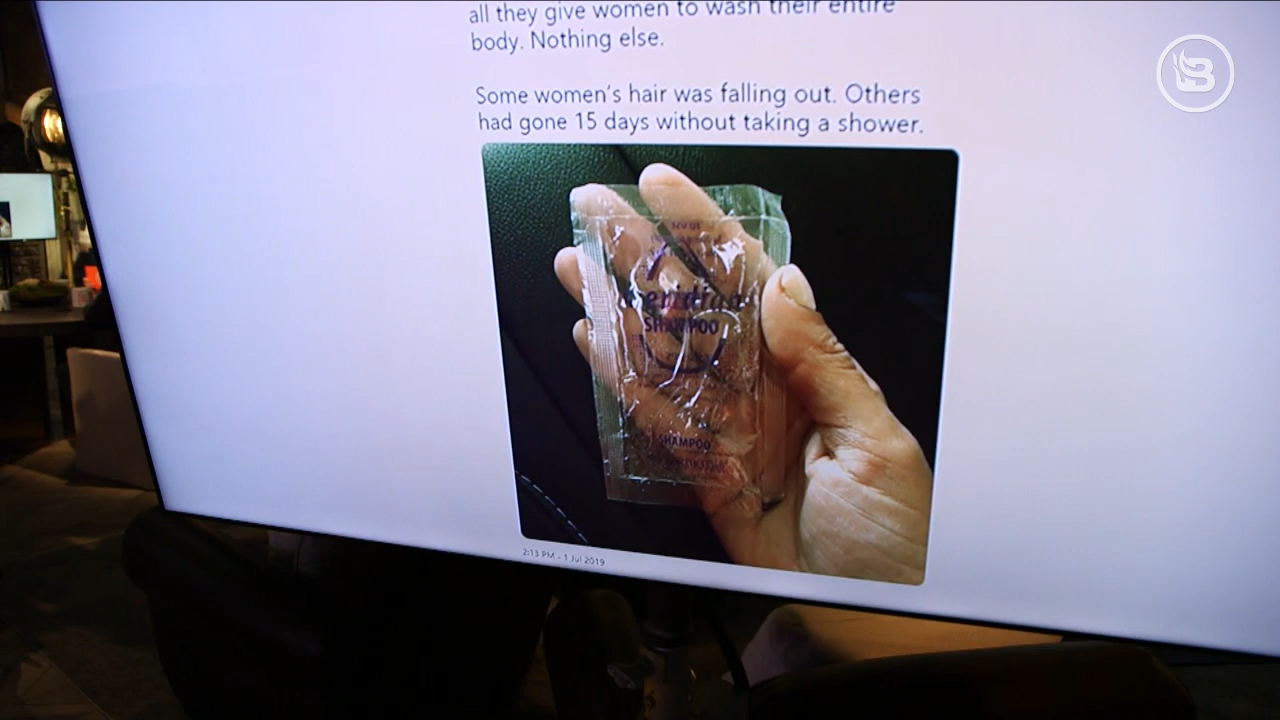 all they give women to wash their entire
body. Nothing else.
Some women's hair was falling out. Others
had gone 15 days without taking a shower.
SHAMPOO
SHAMPOO
2:13 PM - 1 Jul 2019
B